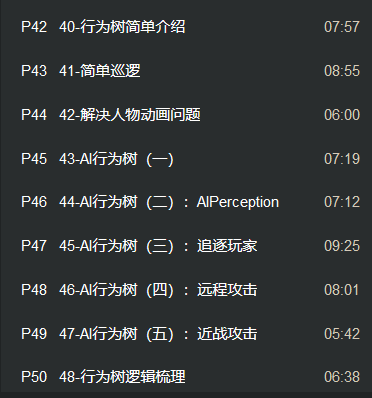 P42 40-行为树简单介绍 07:57
P43 41-简单巡逻 08:55
P44 42-解决人物动画问题 06:00
P45 43-AI行为树（一） 07:19
P46 44-AI行为树（二）：AIPerception 07:12
P47 45-AI行为树（三）：追逐玩家 09:25
P48 46-AI行为树（四）：远程攻击 08:01
P49 47-AI行为树（五）：近战攻击 05:42
P50 48-行为树逻辑梳理 06:38